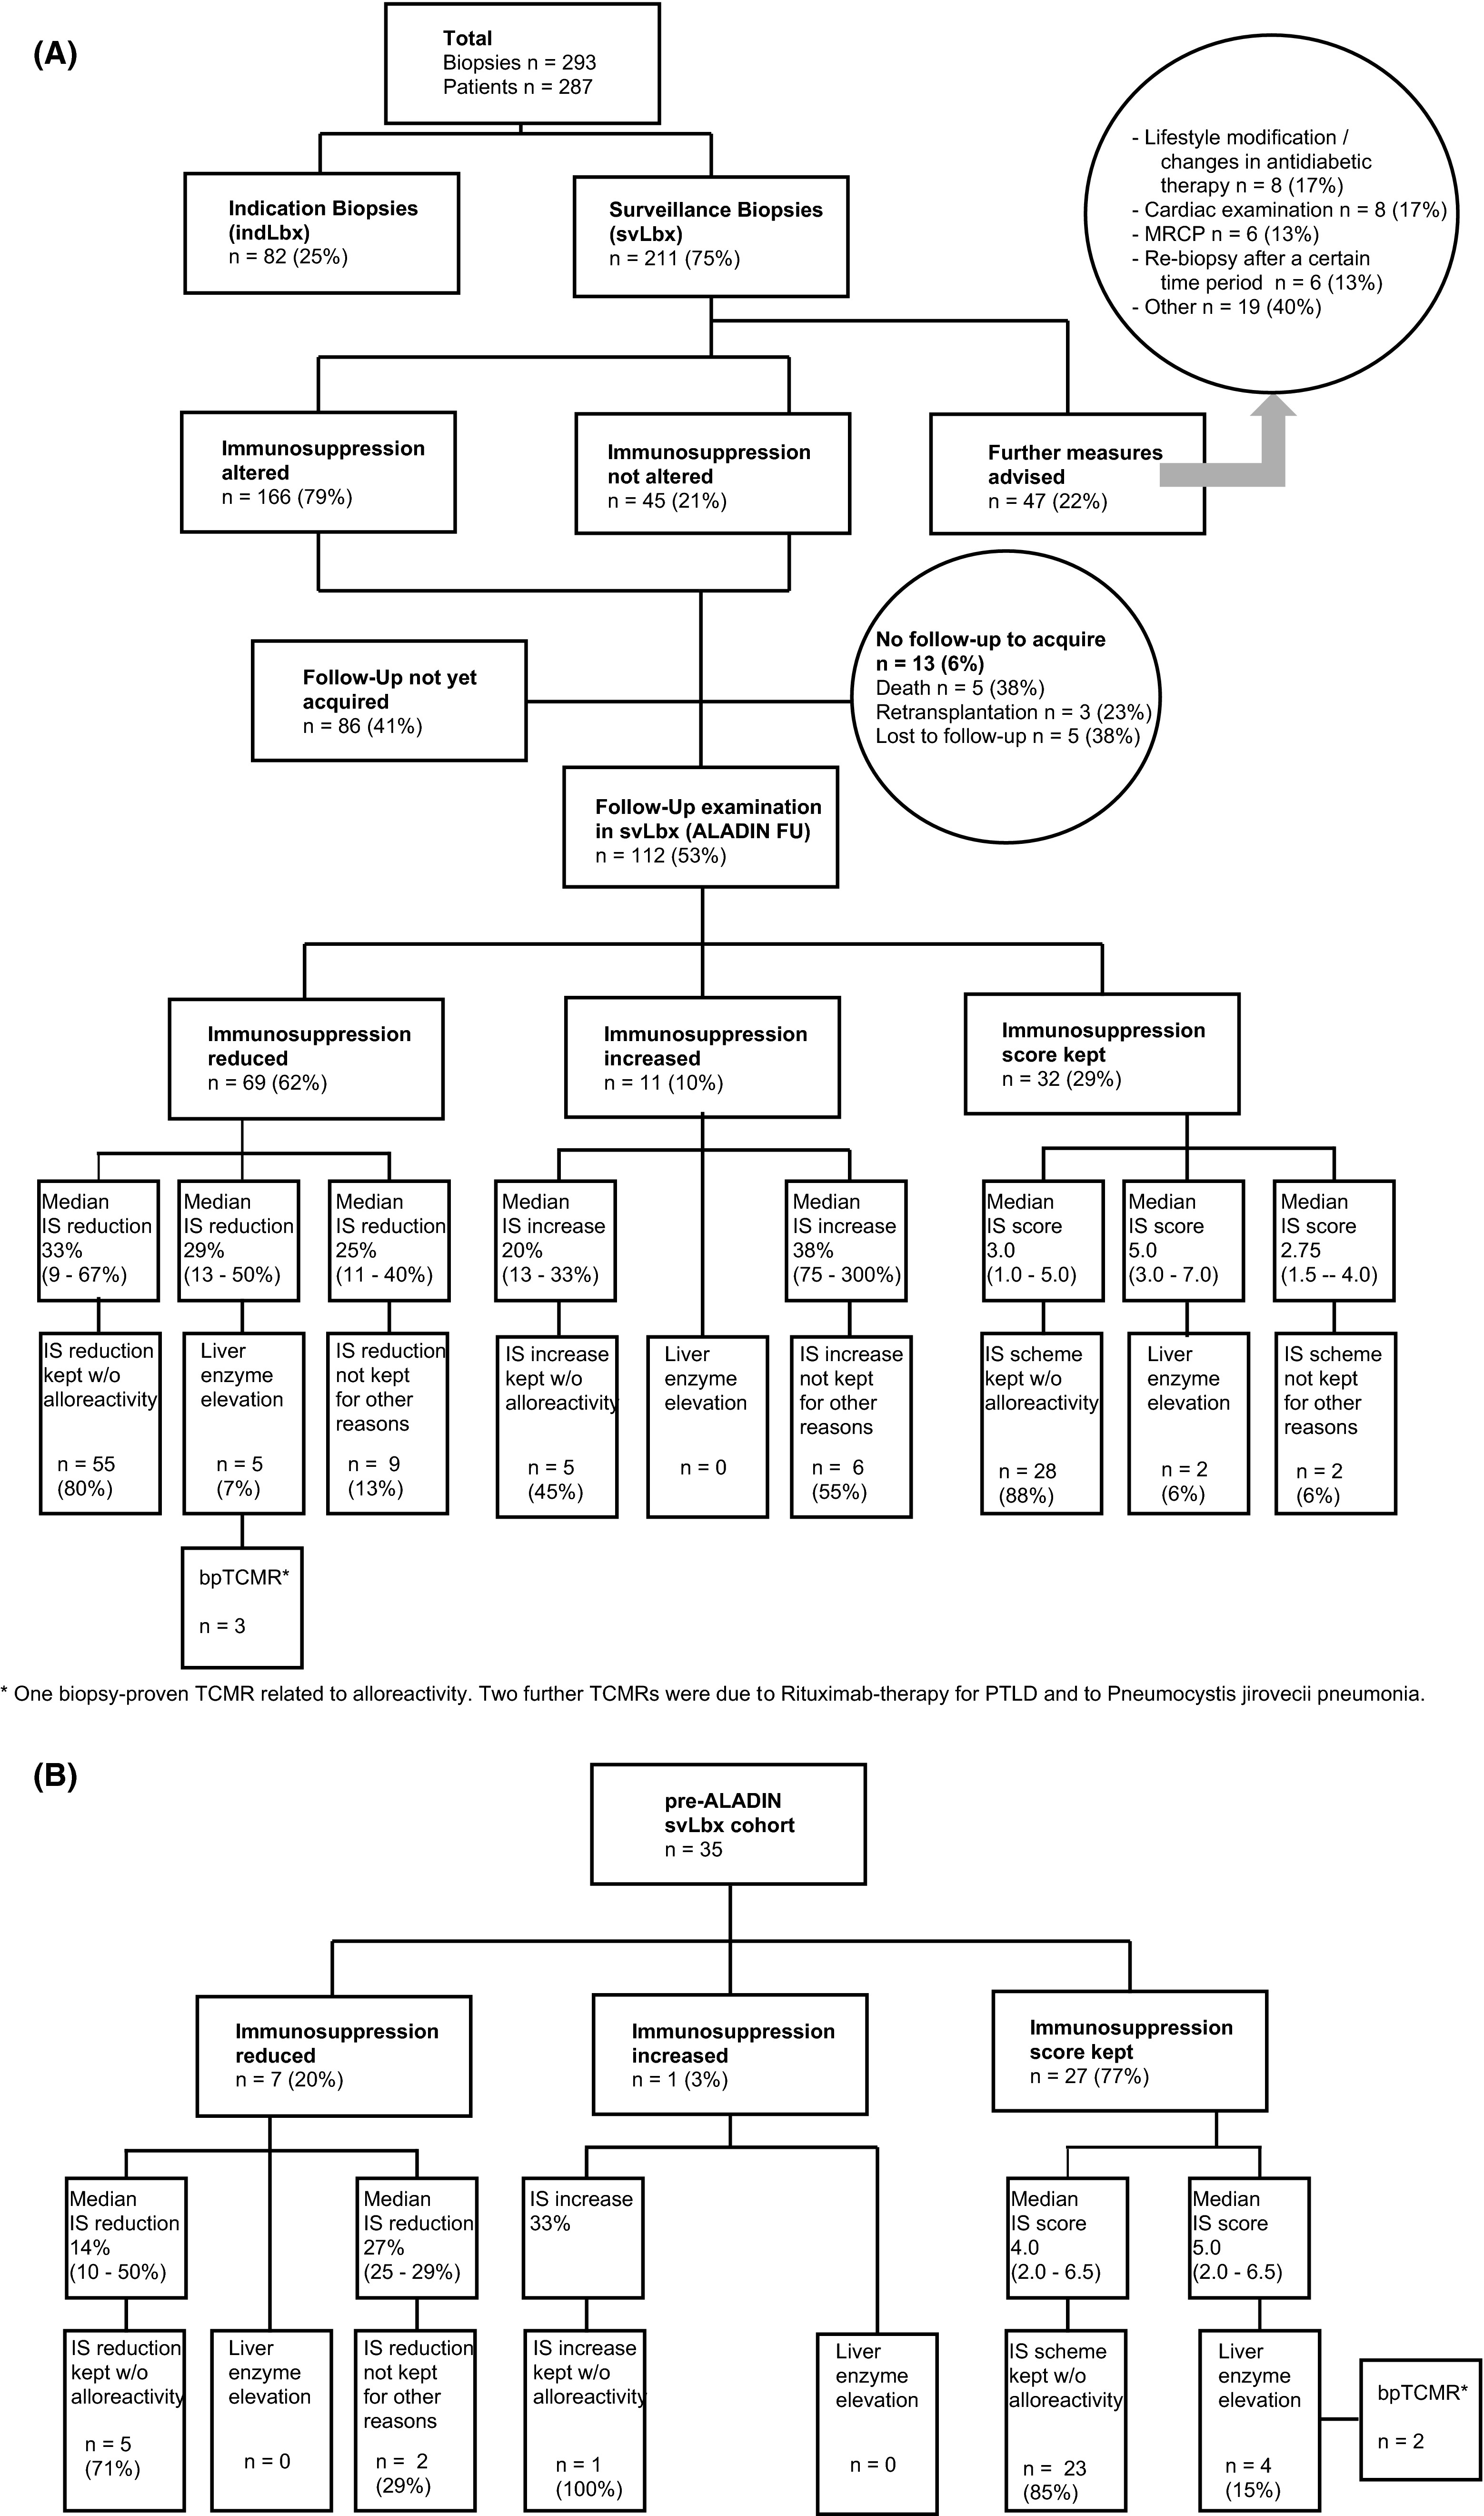 (A)
Total
Biopsies n = 293
Patients n = 287
Indication Biopsies
(indLbx)
n = 82 (25%)
Surveillance Biopsies
(svLbx)
n = 211 (75%)
- Lifestyle modification /
changes in antidiabetic
therapy n = 8 (17%)
- Cardiac examination n = 8 (17%)
- MRCP n = 6 (13%)
- Re-biopsy after a certain
time period n = 6 (13%)
- Other n = 19 (40%)
Immunosuppression
altered
n = 166 (79%)
Immunosuppression
not altered
n = 45 (21%)
Further measures
advised
n = 47 (22%)
Follow-Up not yet
acquired
n = 86 (41%)
No follow-up to acquire
n = 13 (6%)
Death n = 5 (38%)
Retransplantation n = 3 (23%)
Lost to follow-up n = 5 (38%)
Follow-Up examination
in svLbx (ALADIN FU)
n = 112 (53%)
Immunosuppression
reduced
n = 69 (62%)
Immunosuppression
increased
n = 11 (10%)
Immunosuppression
score kept
n = 32 (29%)
Median
IS reduction
33%
(9 - 67%)
Median
IS reduction
29%
(13 - 50%)
Median
IS reduction
25%
(11 - 40%)
Median
IS increase
20%
(13 - 33%)
Median
IS increase
38%
(75 - 300%)
Median
IS score
3.0
(1.0 - 5.0)
Median
IS score
5.0
(3.0 - 7.0)
Median
IS score
2.75
(1.5 -- 4.0)
IS reduction
kept w/o
alloreactivity
n = 55
(80%)
Liver
enzyme
elevation
n = 5
(7%)
IS reduction
not kept
for other
reasons
n = 9
(13%)
IS increase
kept w/o
alloreactivity
n = 5
(45%)
Liver
enzyme
elevation
n = 0
IS increase
not kept
for other
reasons
n = 6
(55%)
IS scheme
kept w/o
alloreactivity
n = 28
(88%)
Liver
enzyme
elevation
n = 2
(6%)
IS scheme
not kept
for other
reasons
n = 2
(6%)
bpTCMR*
n = 3
* One biopsy-proven TCMR related to alloreactivity. Two further TCMRs were due to Rituximab-therapy for PTLD and to Pneumocystis jirovecii pneumonia.
(B)
pre-ALADIN
svLbx cohort
n = 35
Immunosuppression
reduced
n = 7 (20%)
Immunosuppression
increased
n = 1 (3%)
Immunosuppression
score kept
n = 27 (77%)
Median
IS reduction
14%
(10 - 50%)
Median
IS reduction
27%
(25 - 29%)
IS increase
33%
Median
IS score
4.0
(2.0 - 6.5)
Median
IS score
5.0
(2.0 - 6.5)
IS reduction
kept w/o
alloreactivity
n = 5
(71%)
Liver
enzyme
elevation
n = 0
IS reduction
not kept
for other
reasons
n = 2
(29%)
IS increase
kept w/o
alloreactivity
n = 1
(100%)
Liver
enzyme
elevation
n = 0
IS scheme
kept w/o
alloreactivity
n = 23
(85%)
Liver
enzyme
elevation
n = 4
(15%)
bpTCMR*
n = 2